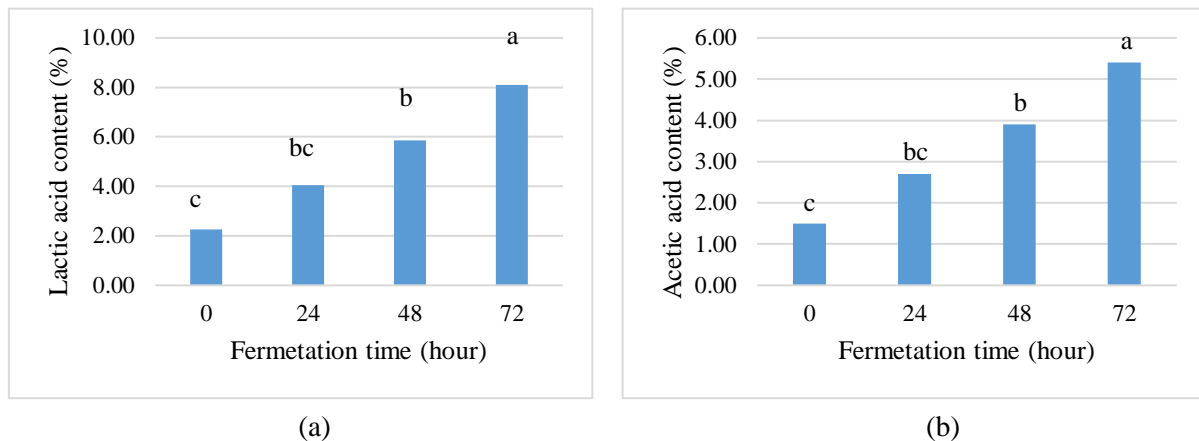 Lactic acid content (%)
10.00
8.00
6.00
4.00
2.00
0.00
c
bc
b
a
0 24 48 72
Fermetation time (hour)
(a)
Acetic acid content (%)
6.00
5.00
4.00
3.00
2.00
1.00
0.00
c
bc
b
a
0 24 48 72
Fermetation time (hour)
(b)